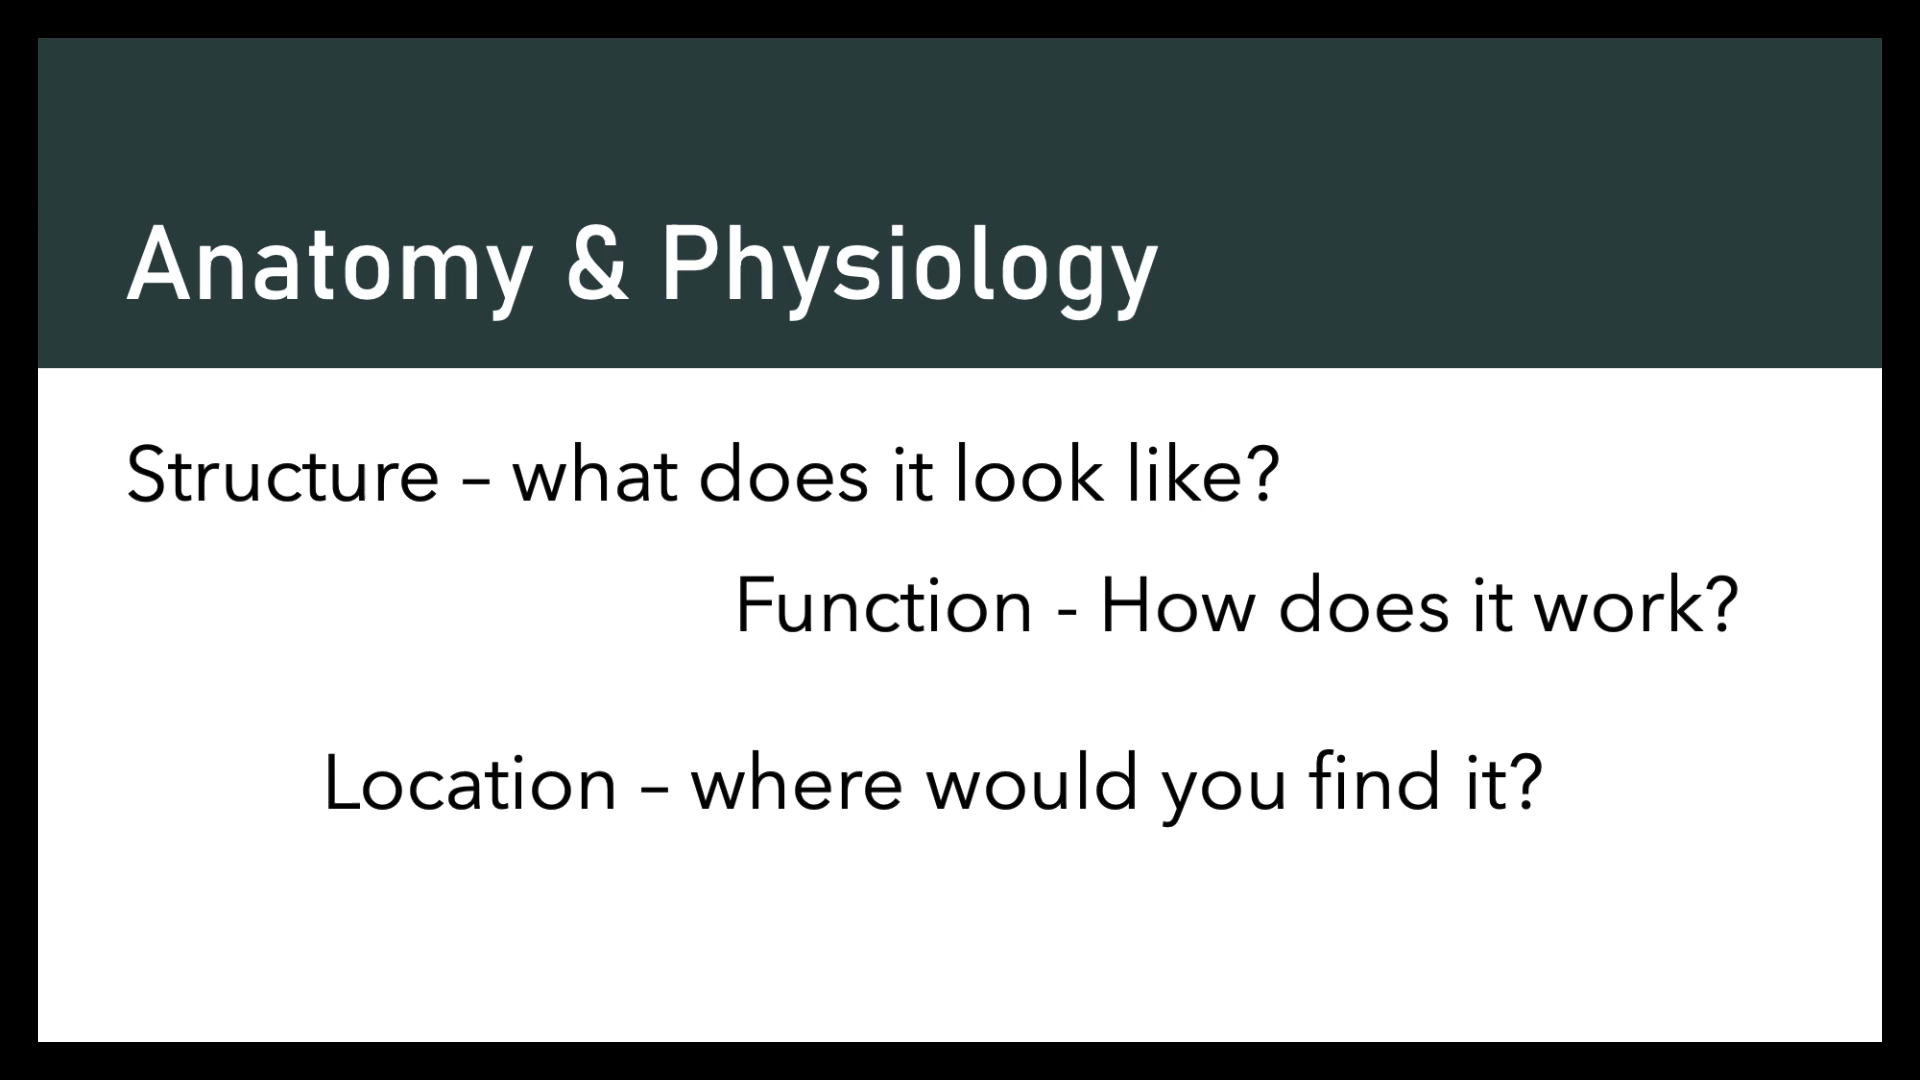 Anatomy & Physiology
Structure – what does it look like?
Function - How does it work?
Location – where would you find it?